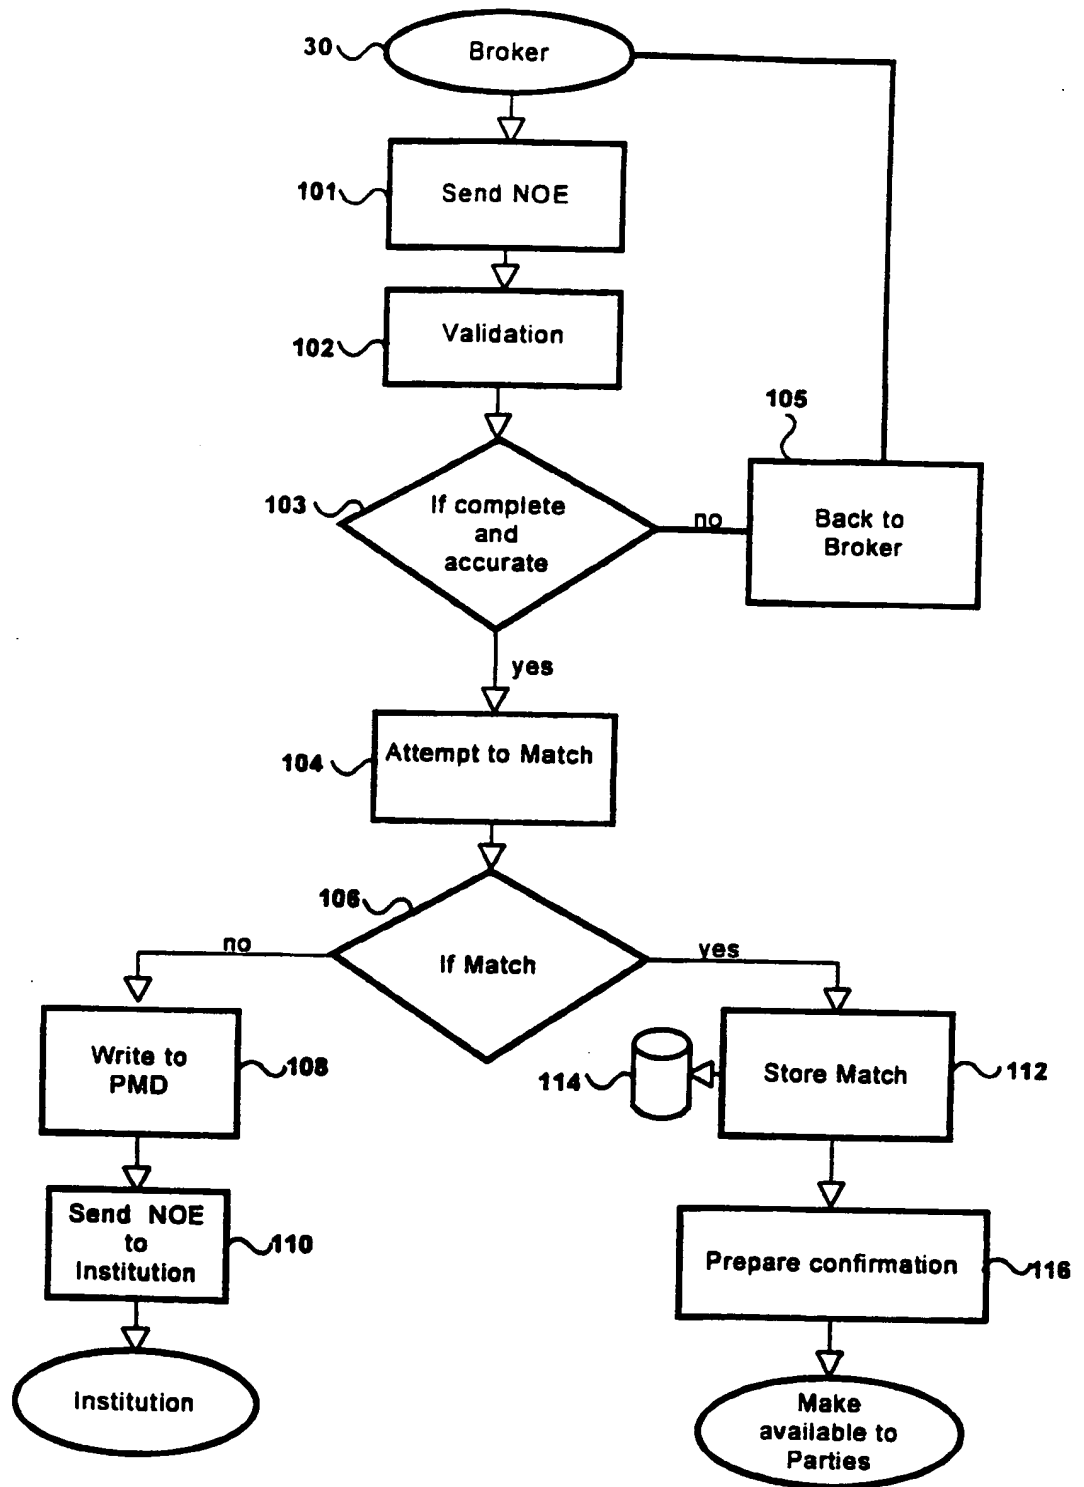 30
Broker
101
Send NOE
102
Validation
105
103
If complete
and
accurate
no
Back to
Broker
yes
104
Attempt to Match
106
no
If Match
yes
Write to
PMD
108
114
Store Match
112
Send NOE
to
Institution
110
Prepare confirmation
116
Institution
Make
available to
Parties